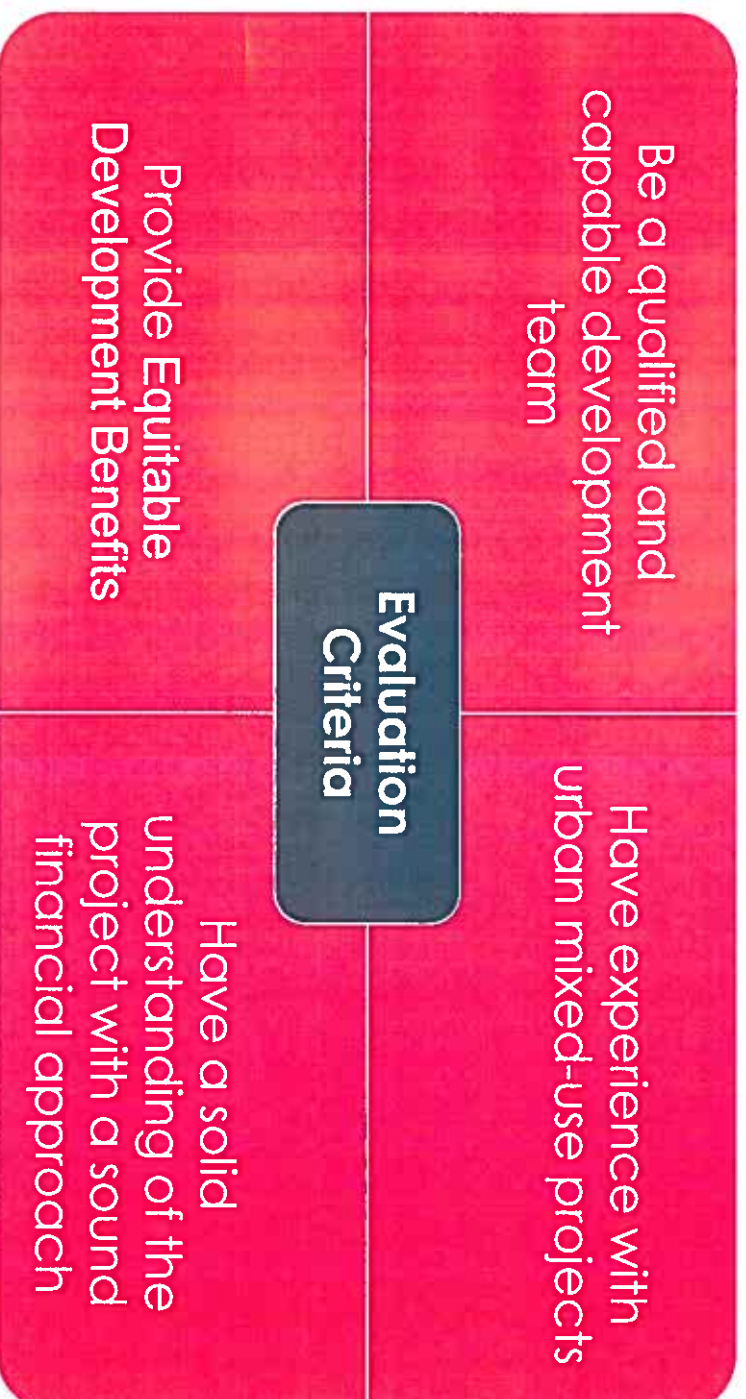 Be a qualified and
capable development
team
Have experience with
urban mixed-use projects
Evaluation
Criteria
Provide Equitable
Development Benefits
Have a solid
understanding of the
project with a sound
financial approach